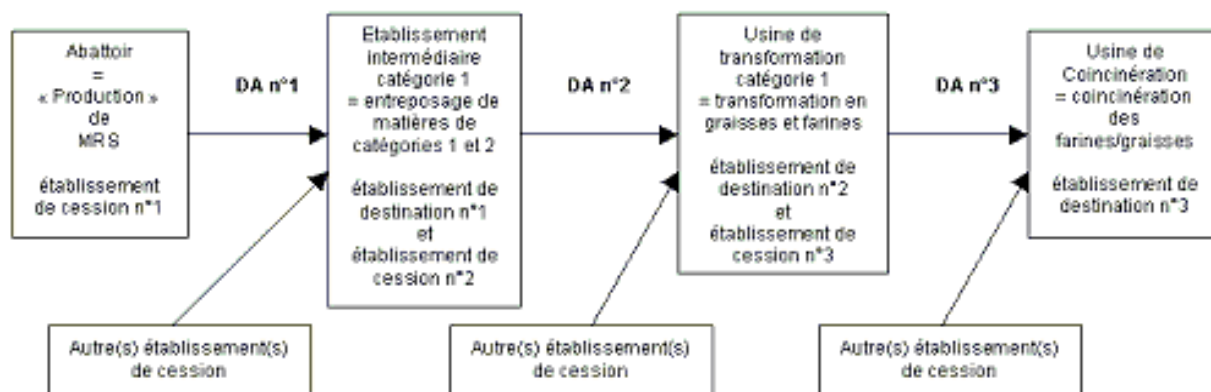 Abattoir
=
« Production »
de
MRS
établissement
de cession n°1
DA n°1
Etablissement
intermédiaire
catégorie 1
= entreposage de
matières de
catégories 1 et 2
établissement de
destination n°1
et
établissement de
cession n°2
DA n°2
Usine de
transformation
catégorie 1
= transformation en
graisses et farines
établissement de
destination n°2
et
établissement de
cession n°3
DA n°3
Usine de
Coincinération
= coincinération
des
farines/graisses
établissement de
destination n°3
Autre(s) établissement(s)
de cession
Autre(s) établissement(s)
de cession
Autre(s) établissement(s)
de cession